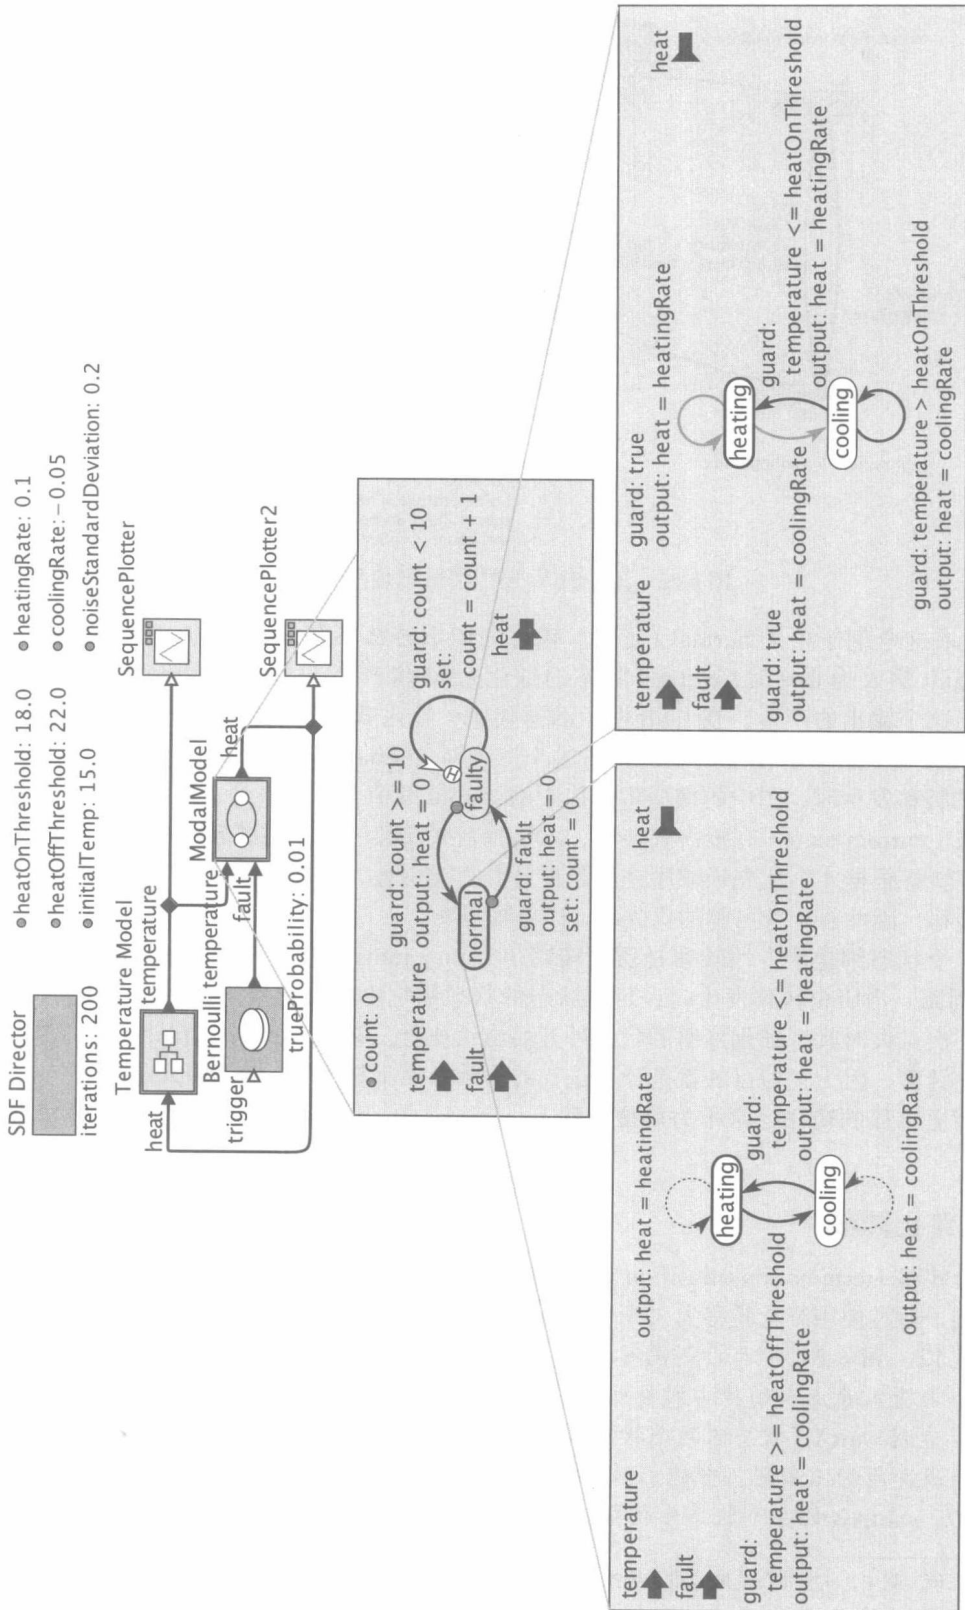 SDF Director
iterations: 200
heatOnThreshold: 18.0
heatOffThreshold: 22.0
initialTemp: 15.0
heatingRate: 0.1
coolingRate: -0.05
noiseStandardDeviation: 0.2
Temperature Model
heat
temperature
Bernoulli
trigger
trueProbability: 0.01
temperature
fault
ModalModel
heat
SequencePlotter
SequencePlotter2
count: 0
temperature
fault
guard: count >= 10
output: heat = 0
normal
faulty
H
guard: fault
output: heat = 0
set: count = 0
guard: count < 10
set:
count = count + 1
heat
temperature
fault
output: heat = heatingRate
guard:
temperature >= heatOffThreshold
output: heat = coolingRate
heating
cooling
guard:
temperature <= heatOnThreshold
output: heat = heatingRate
output: heat = coolingRate
heat
temperature
fault
guard: true
output: heat = heatingRate
guard: true
output: heat = coolingRate
heating
cooling
guard:
temperature <= heatOnThreshold
output: heat = heatingRate
guard: temperature > heatOnThreshold
output: heat = coolingRate
heat